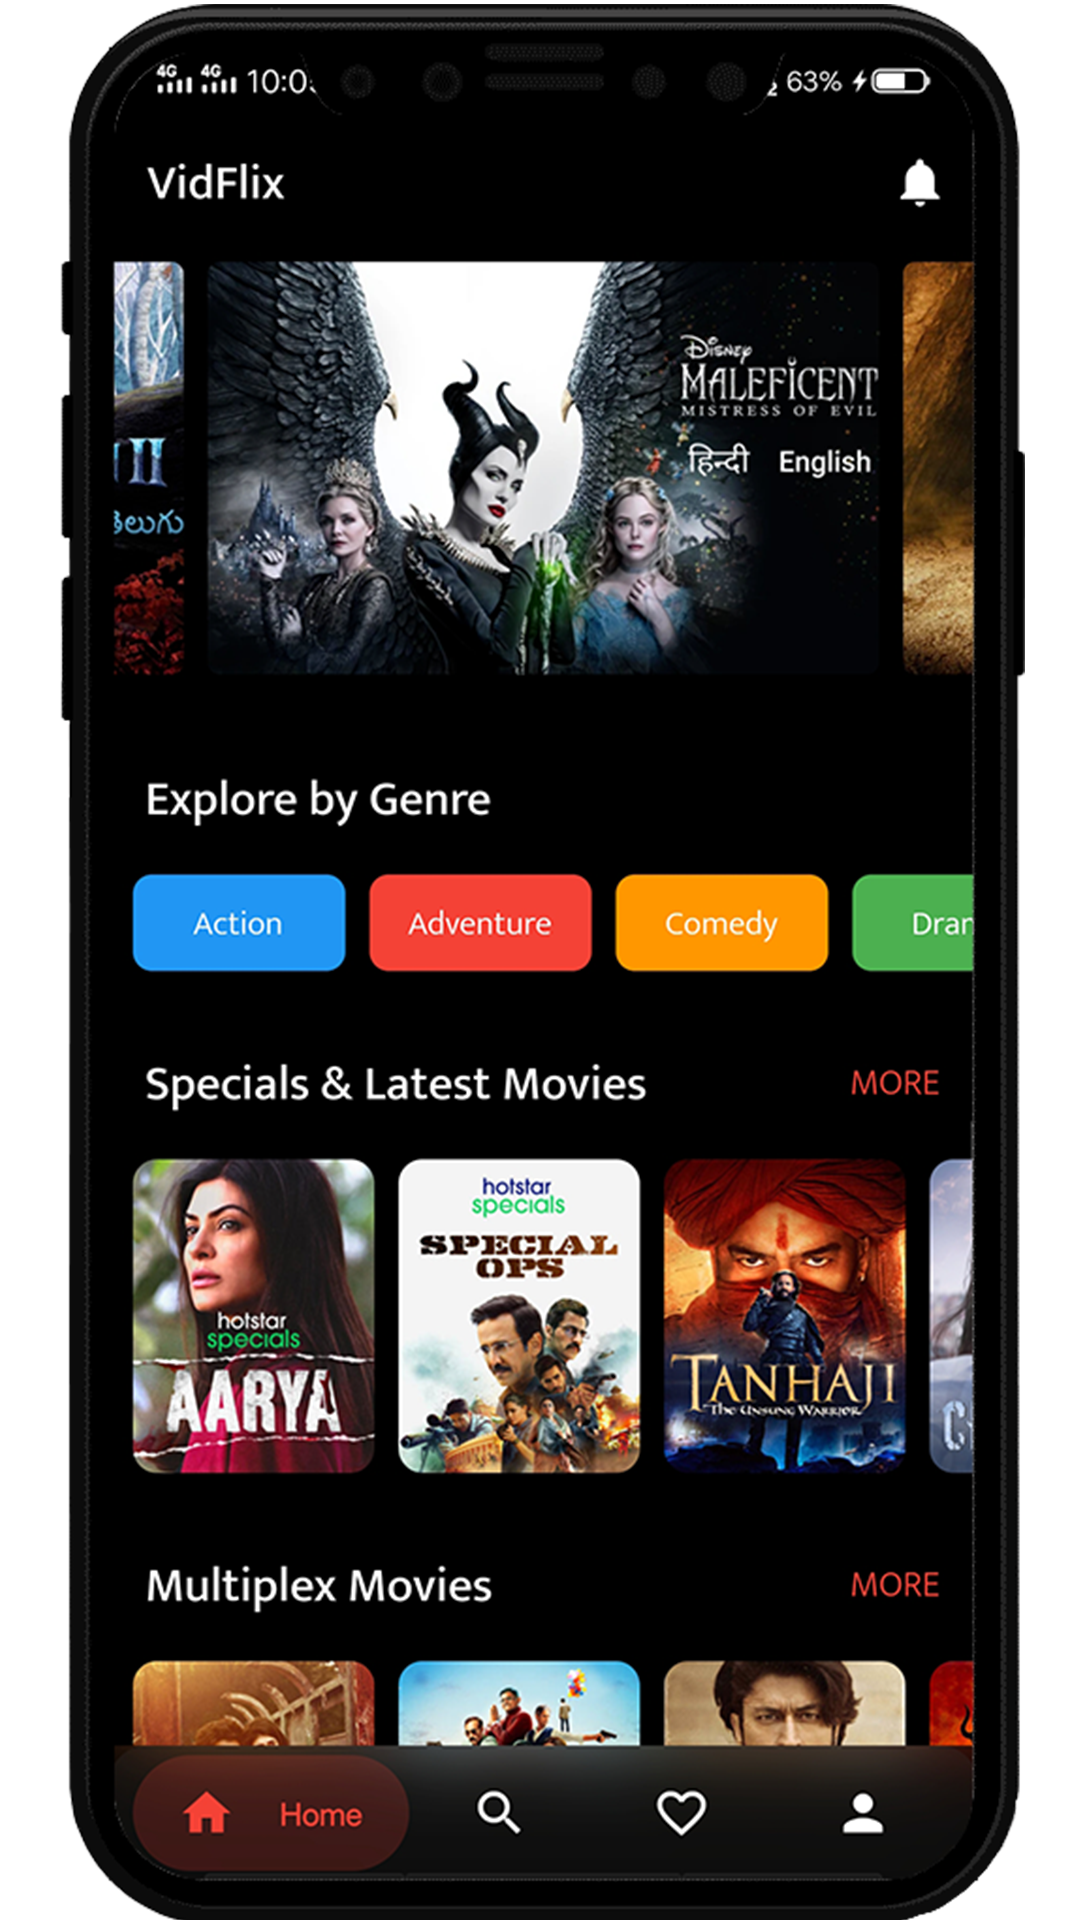 4G 4G 10:0
63%
VidFlix
Disney
MALEFICENT
MISTRESS OF EVIL
हिन्दी English
II
తెలుగు
Explore by Genre
Action Adventure Comedy Dram
Specials & Latest Movies MORE
hotstar
specials
AARYA
hotstar
specials
SPECIAL
OPS
TANHAJI
THE UNSUNG WARRIOR
C
Multiplex Movies MORE
Home